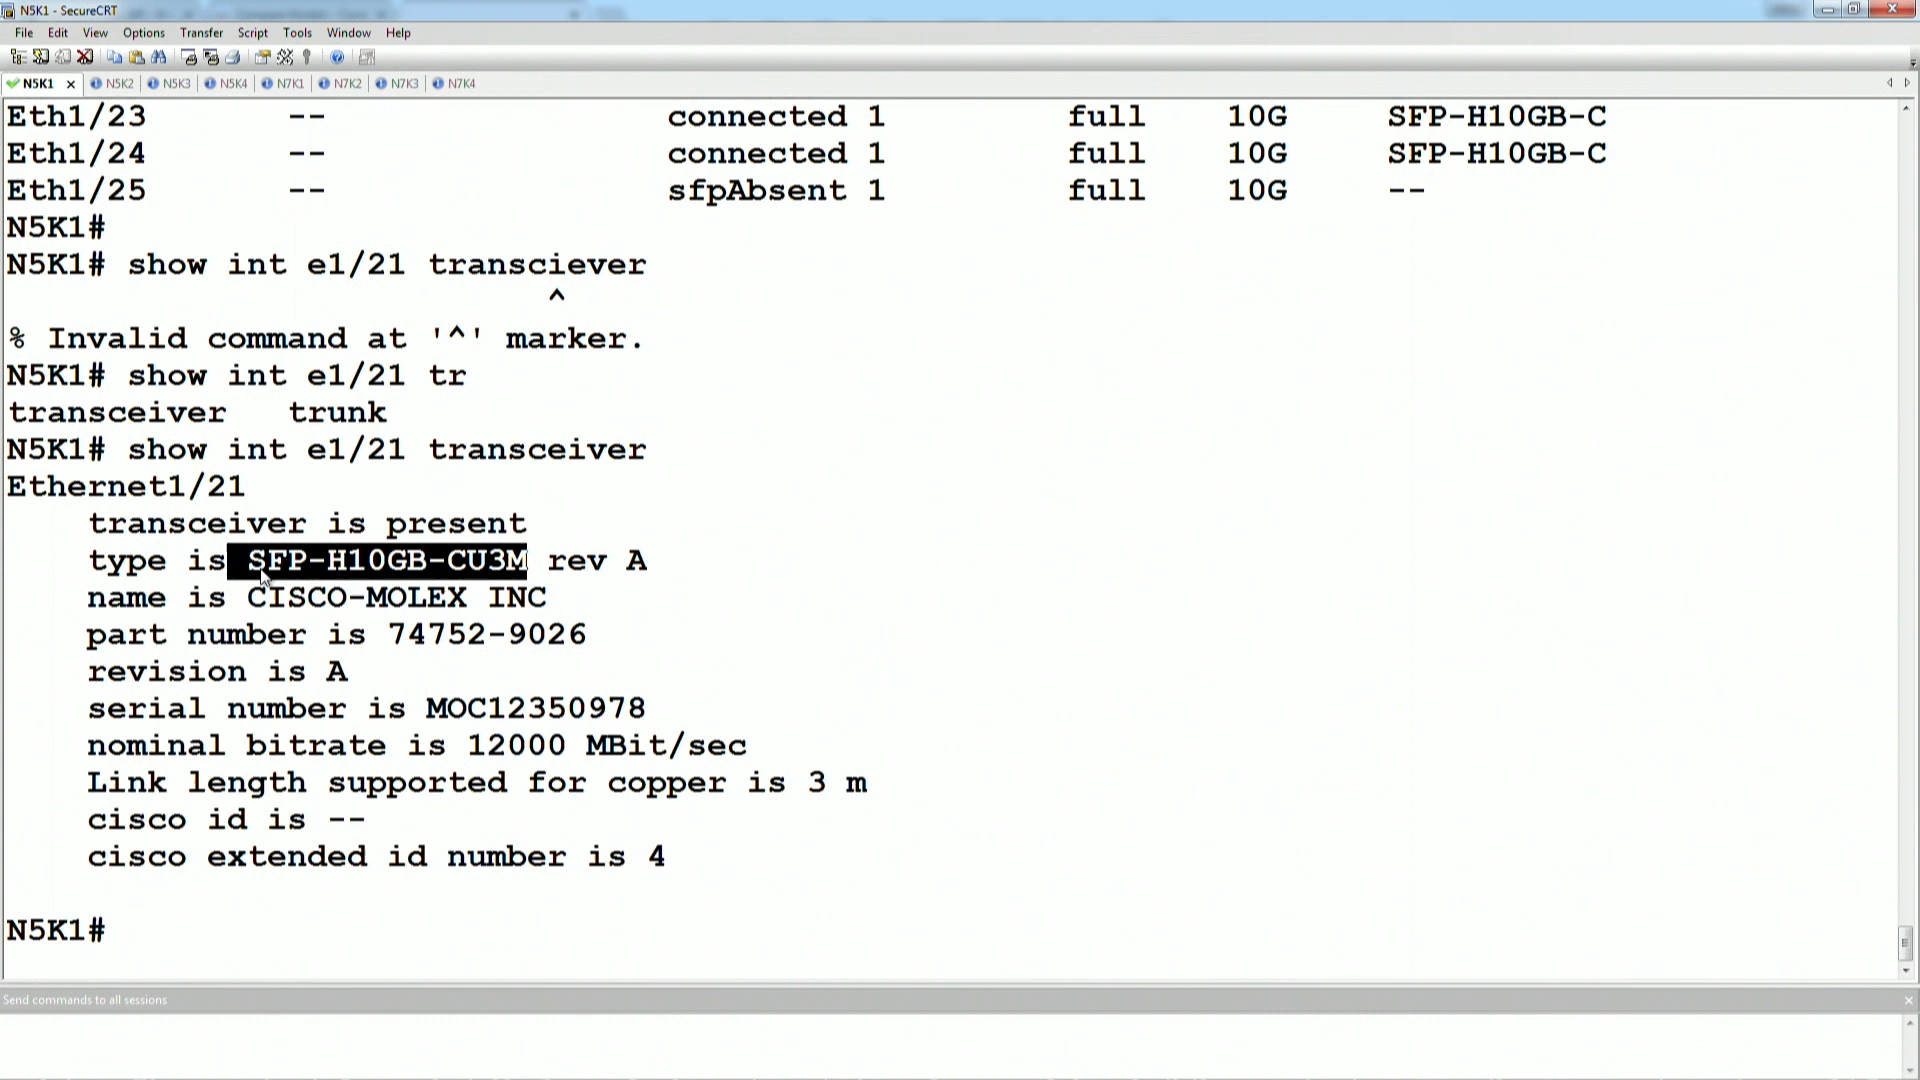 N5K1 - SecureCRT
File Edit View Options Transfer Script Tools Window Help
N5K1 N5K2 N5K3 N5K4 N7K1 N7K2 N7K3 N7K4
Eth1/23 -- connected 1 full 10G SFP-H10GB-C
Eth1/24 -- connected 1 full 10G SFP-H10GB-C
Eth1/25 -- sfpAbsent 1 full 10G --
N5K1#
N5K1# show int e1/21 transciever
^
% Invalid command at '^' marker.
N5K1# show int e1/21 tr
transceiver trunk
N5K1# show int e1/21 transceiver
Ethernet1/21
transceiver is present
type is SFP-H10GB-CU3M rev A
name is CISCO-MOLEX INC
part number is 74752-9026
revision is A
serial number is MOC12350978
nominal bitrate is 12000 MBit/sec
Link length supported for copper is 3 m
cisco id is --
cisco extended id number is 4
N5K1#
Send commands to all sessions